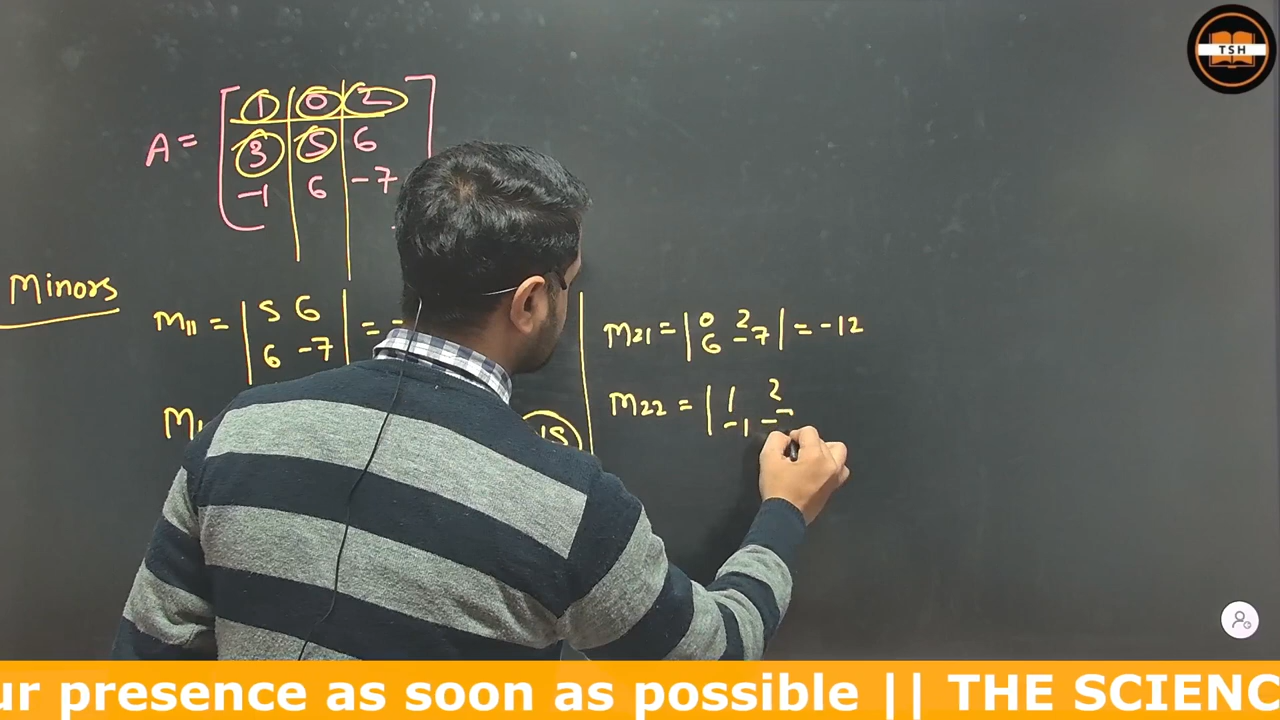 TSH
A = [ 1 0 2
3 5 6
-1 6 -7
Minors
M11 = | 5 6 | = -
6 -7
M21 = | 0 2 | = -12
6 -7
M22 = | 1 2
-1 -7
15
ur presence as soon as possible || THE SCIENC